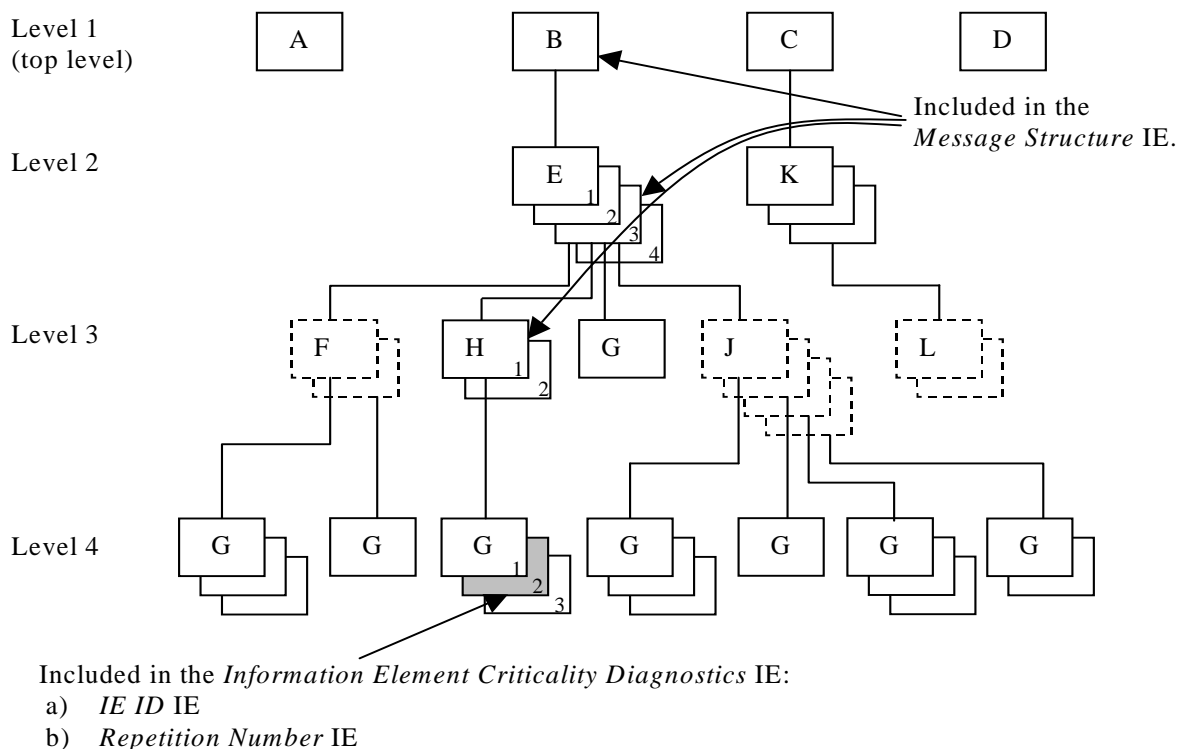 Level 1
(top level)
A
B
C
D
Included in the
Message Structure IE.
Level 2
E
1
2
3
4
K
Level 3
F
H
1
2
G
J
L
Level 4
G
G
G
1
2
3
G
G
G
G
Included in the Information Element Criticality Diagnostics IE:
a) IE ID IE
b) Repetition Number IE